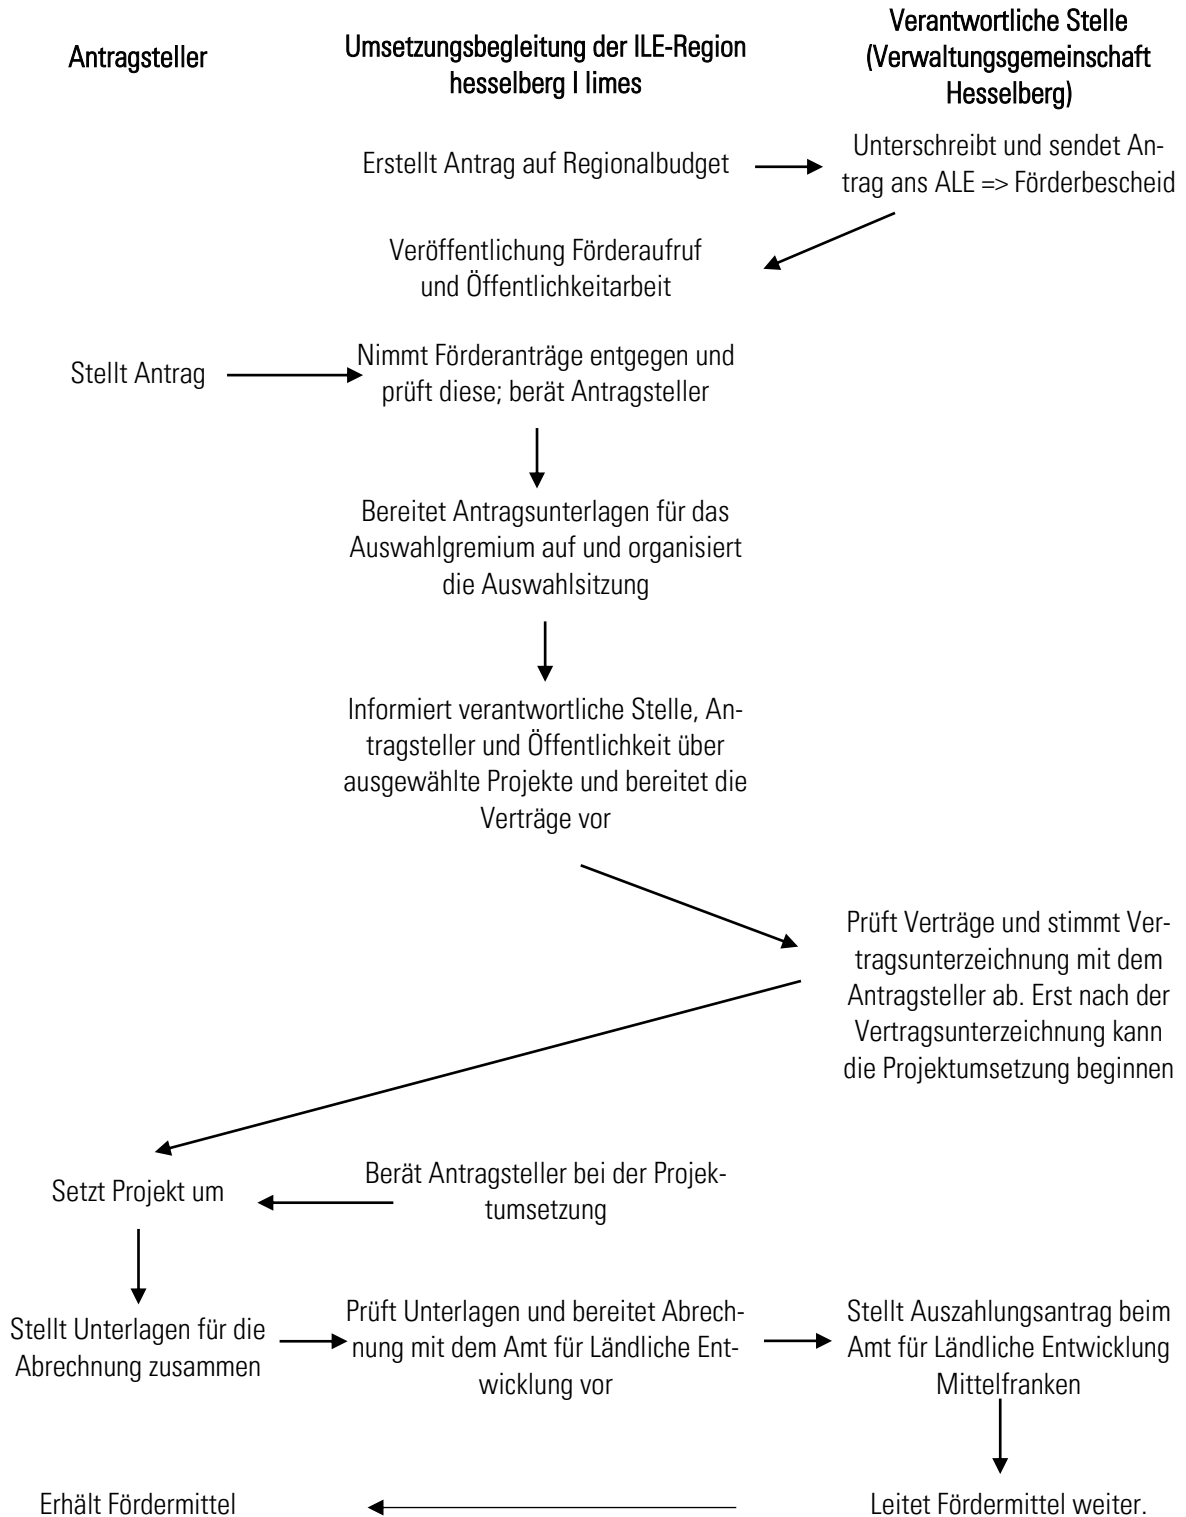 Antragsteller
Umsetzungsbegleitung der ILE-Region
hesselberg I limes
Verantwortliche Stelle
(Verwaltungsgemeinschaft
Hesselberg)
Erstellt Antrag auf Regionalbudget
Unterschreibt und sendet An-
trag ans ALE => Förderbescheid
Veröffentlichung Förderaufruf
und Öffentlichkeitarbeit
Stellt Antrag
Nimmt Förderanträge entgegen und
prüft diese; berät Antragsteller
Bereitet Antragsunterlagen für das
Auswahlgremium auf und organisiert
die Auswahlsitzung
Informiert verantwortliche Stelle, An-
tragsteller und Öffentlichkeit über
ausgewählte Projekte und bereitet die
Verträge vor
Prüft Verträge und stimmt Ver-
tragsunterzeichnung mit dem
Antragsteller ab. Erst nach der
Vertragsunterzeichnung kann
die Projektumsetzung beginnen
Setzt Projekt um
Berät Antragsteller bei der Projek-
tumsetzung
Stellt Unterlagen für die
Abrechnung zusammen
Prüft Unterlagen und bereitet Abrech-
nung mit dem Amt für Ländliche Ent-
wicklung vor
Stellt Auszahlungsantrag beim
Amt für Ländliche Entwicklung
Mittelfranken
Erhält Fördermittel
Leitet Fördermittel weiter.